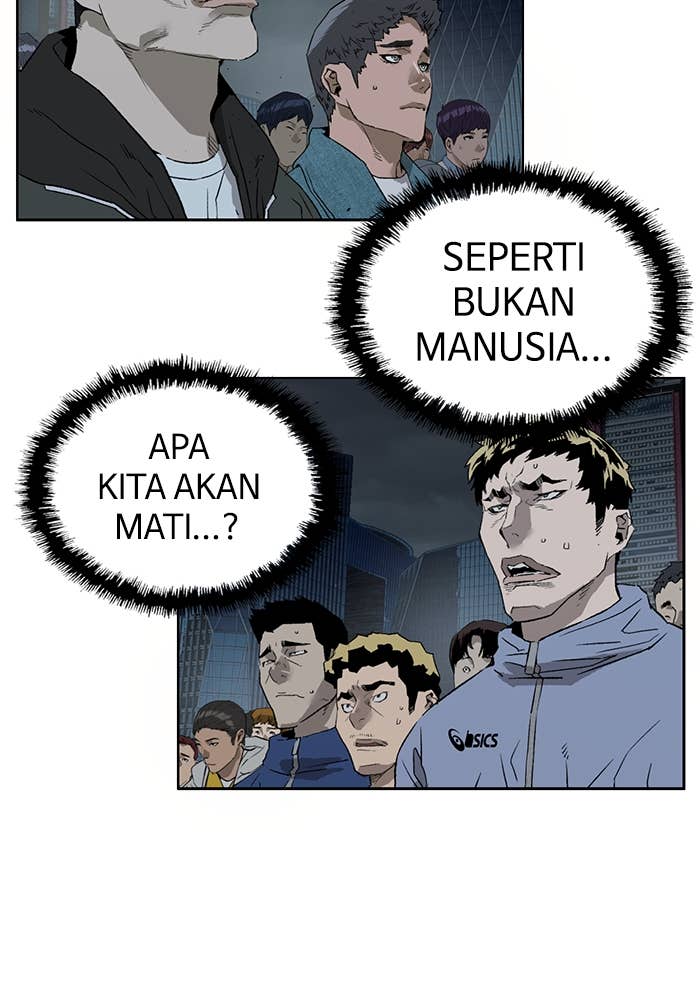 SEPERTI
BUKAN
MANUSIA...
APA
KITA AKAN
MATI...?
ASICS